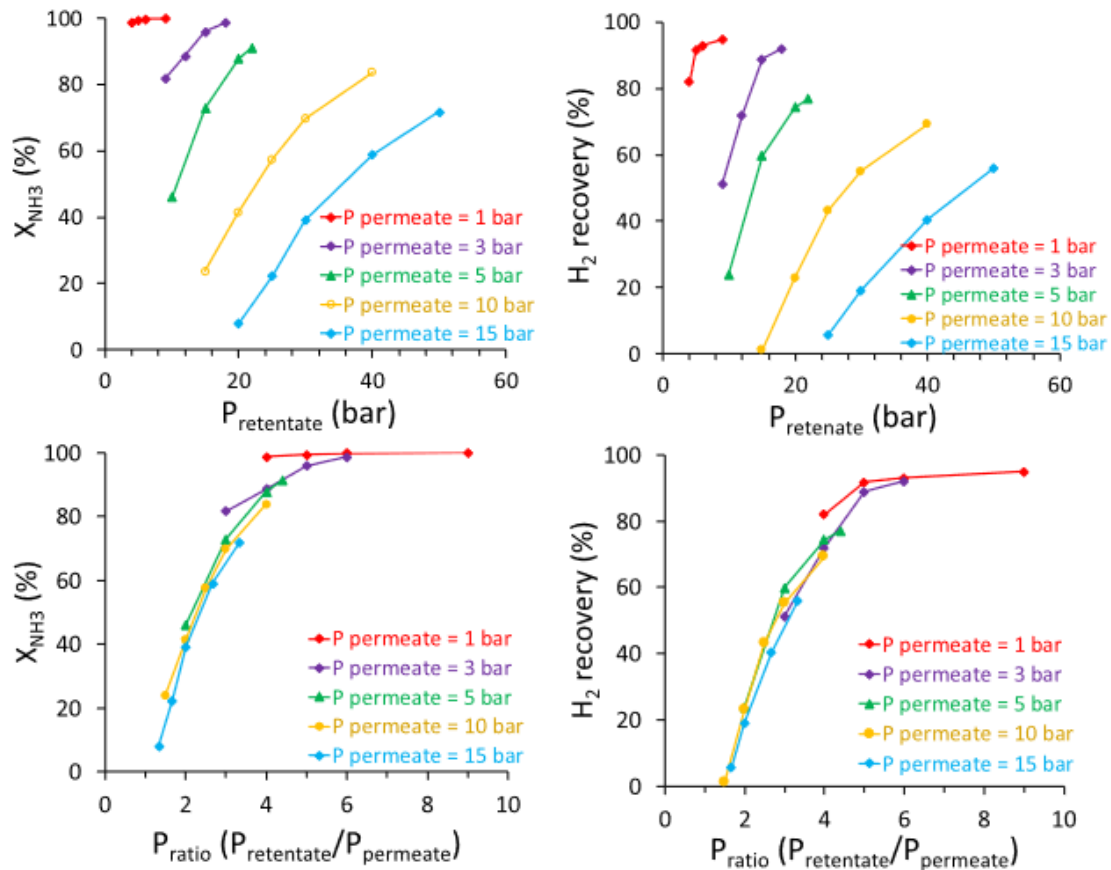 100
80
60
40
20
0
X_NH3 (%)
P permeate = 1 bar
P permeate = 3 bar
P permeate = 5 bar
P permeate = 10 bar
P permeate = 15 bar
0 20 40 60
P_retentate (bar)
100
80
60
40
20
0
H2 recovery (%)
P permeate = 1 bar
P permeate = 3 bar
P permeate = 5 bar
P permeate = 10 bar
P permeate = 15 bar
0 20 40 60
P_retenate (bar)
100
80
60
40
20
0
X_NH3 (%)
P permeate = 1 bar
P permeate = 3 bar
P permeate = 5 bar
P permeate = 10 bar
P permeate = 15 bar
0 2 4 6 8 10
P_ratio (P_retentate/P_permeate)
100
80
60
40
20
0
H2 recovery (%)
P permeate = 1 bar
P permeate = 3 bar
P permeate = 5 bar
P permeate = 10 bar
P permeate = 15 bar
0 2 4 6 8 10
P_ratio (P_retentate/P_permeate)